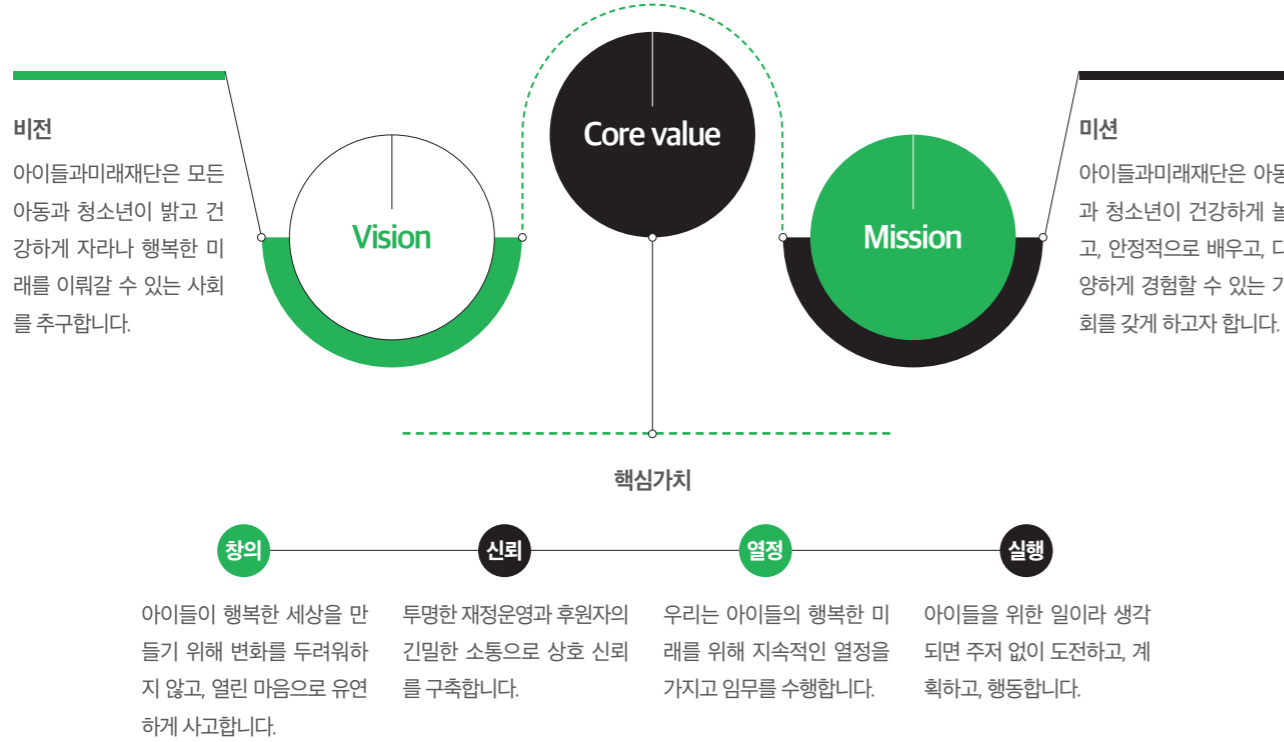 Core value
Vision
Mission
비전
아이들과미래재단은 모든
아동과 청소년이 밝고 건
강하게 자라나 행복한 미
래를 이뤄갈 수 있는 사회
를 추구합니다.
미션
아이들과미래재단은
과 청소년이 건강하게
고, 안정적으로 배우고,
양하게 경험할 수 있는
회를 갖게 하고자 합니다.
핵심가치
창의
아이들이 행복한 세상을 만
들기 위해 변화를 두려워하
지 않고, 열린 마음으로 유연
하게 사고합니다.
신뢰
투명한 재정운영과 후원자의
긴밀한 소통으로 상호 신뢰
를 구축합니다.
열정
우리는 아이들의 행복한 미
래를 위해 지속적인 열정을
가지고 임무를 수행합니다.
실행
아이들을 위한 일이라 생각
되면 주저 없이 도전하고, 계
획하고, 행동합니다.